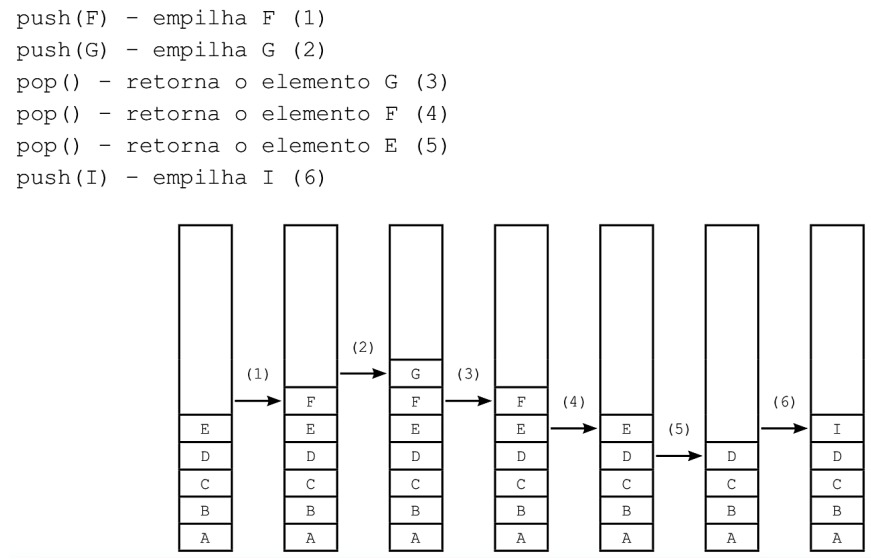 push(F) – empilha F (1)
push(G) – empilha G (2)
pop() – retorna o elemento G (3)
pop() – retorna o elemento F (4)
pop() – retorna o elemento E (5)
push(I) – empilha I (6)
(2)
(1) G (3)
F F F (4) (6)
E E E E E (5) I
D D D D D D D
C C C C C C C
B B B B B B B
A A A A A A A